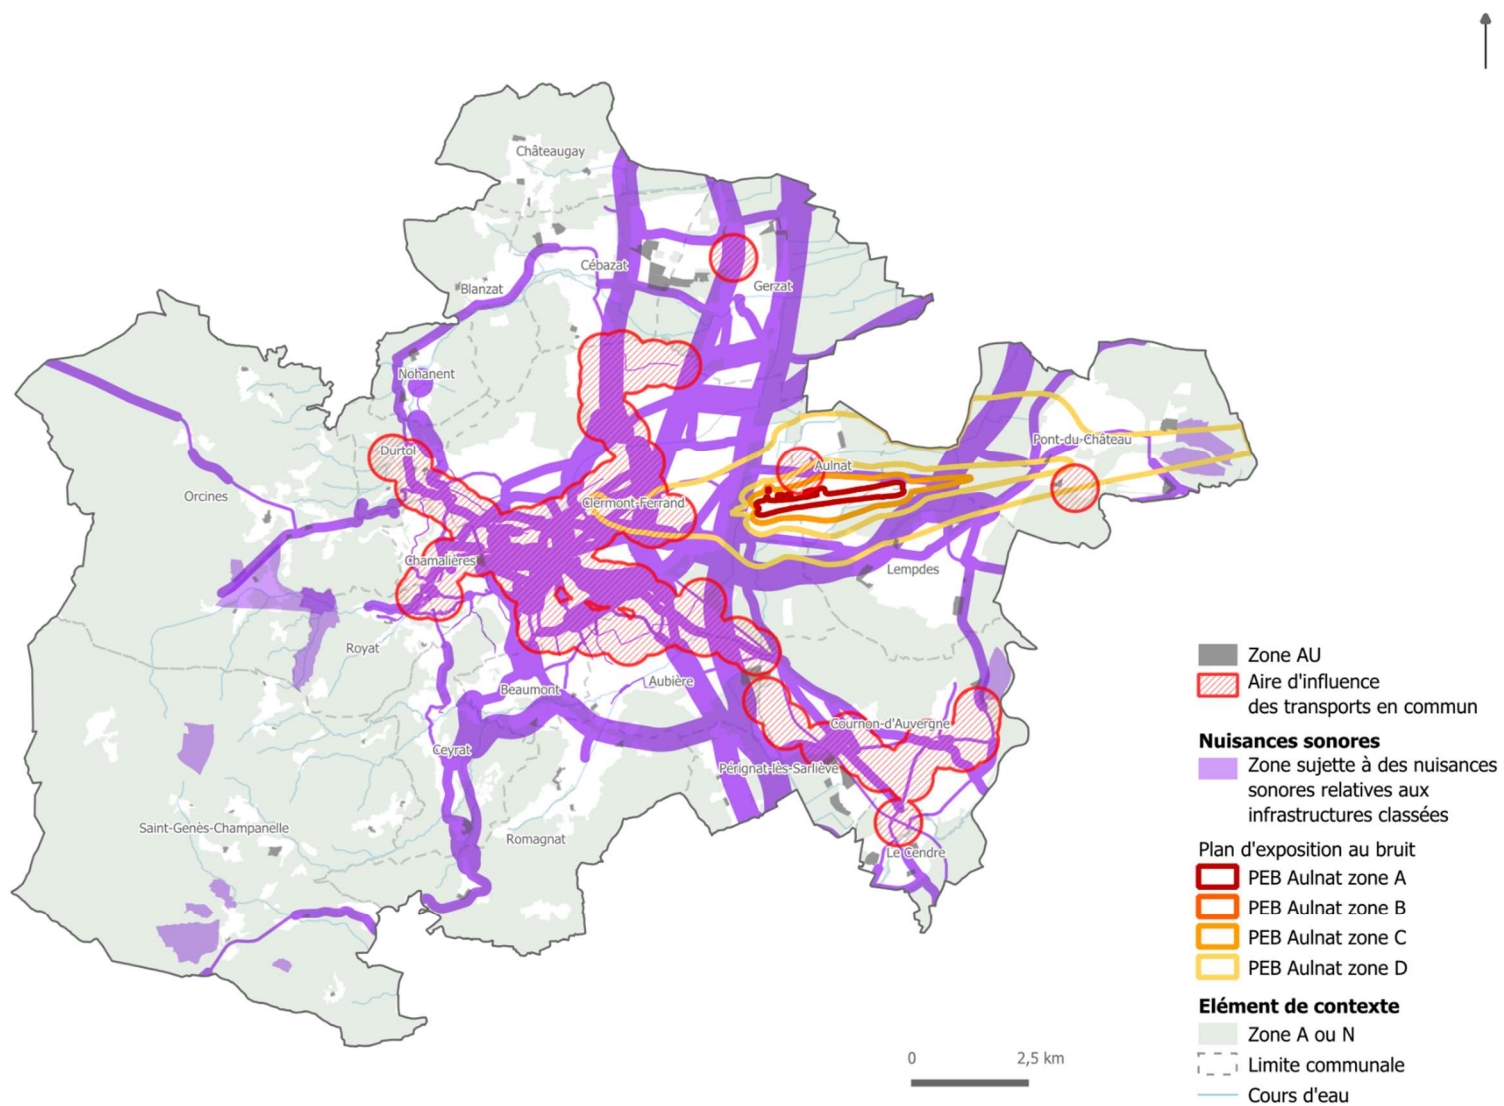 Châteaugay
Cébazat
Gerzat
Blanzat
Nohanent
Pont-du-Château
Durtol
Aulnat
Orcines
Clermont-Ferrand
Chamalières
Lempdes
Royat
Aubière
Beaumont
Cournon-d'Auvergne
Ceyrat
Pérignat-lès-Sarliève
Saint-Genès-Champanelle
Romagnat
Le Cendre
0
2,5 km
Zone AU
Aire d'influence
des transports en commun
Nuisances sonores
Zone sujette à des nuisances
sonores relatives aux
infrastructures classées
Plan d'exposition au bruit
PEB Aulnat zone A
PEB Aulnat zone B
PEB Aulnat zone C
PEB Aulnat zone D
Elément de contexte
Zone A ou N
Limite communale
Cours d'eau